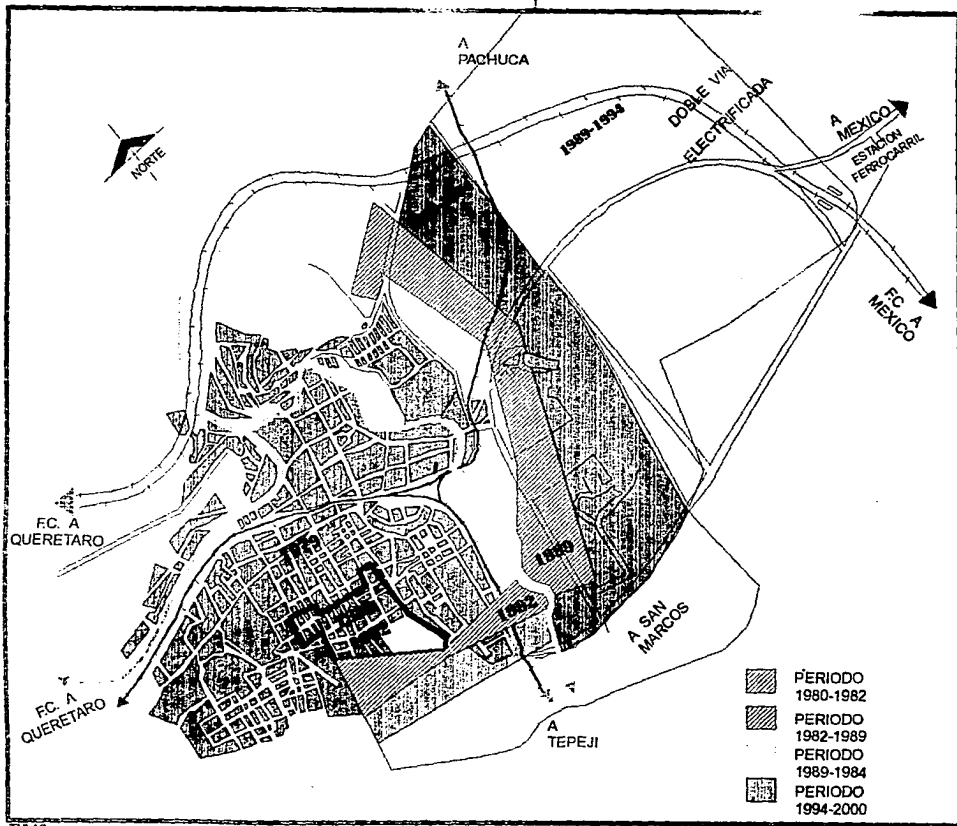 A
PACHUCA
NORTE
1989-1994
DOBLE VIA
ELECTRIFICADA
A
MEXICO
ESTACION
FERROCARRIL
F.C. A
MEXICO
F.C. A
QUERETARO
1979
1989
1982
A SAN
MARCOS
F.C. A
QUERETARO
A
TEPEJI
PERIODO
1980-1982
PERIODO
1982-1989
PERIODO
1989-1984
PERIODO
1994-2000